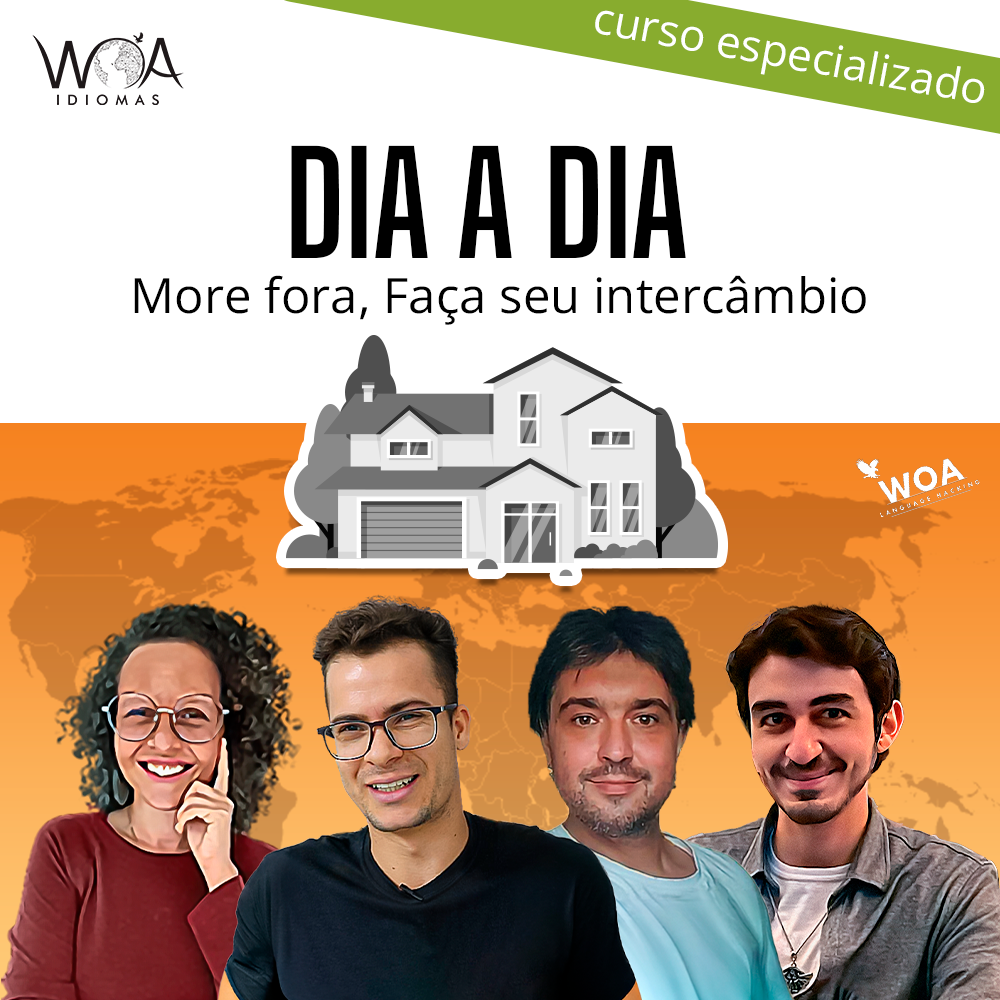 WOA
IDIOMAS
curso especializado
DIA A DIA
More fora, Faça seu intercâmbio
WOA
LANGUAGE HACKING